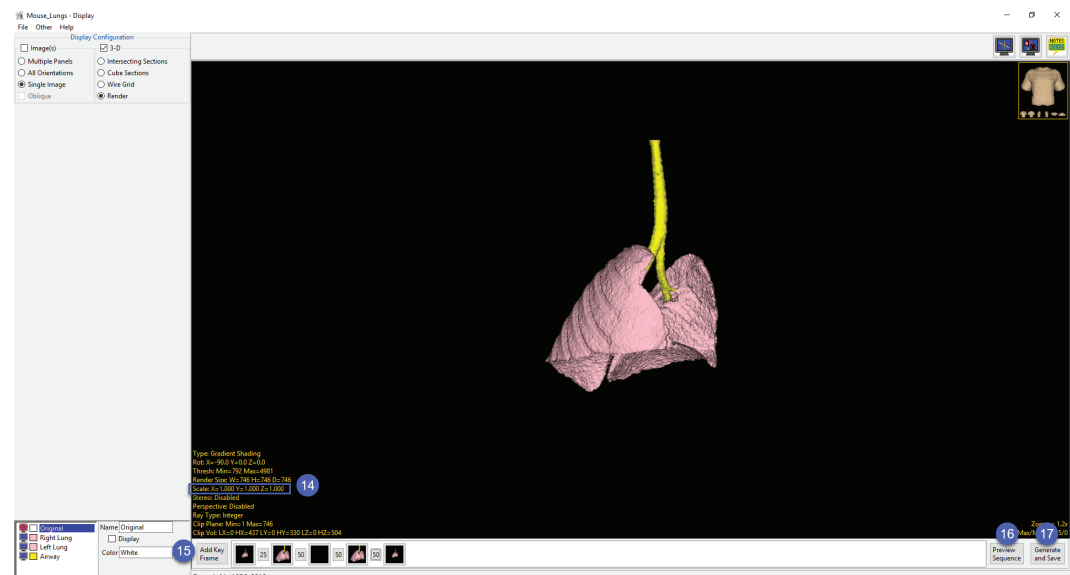 Mouse_Lungs - Display
File Other Help
Display Configuration
Image(s)
3-D
Multiple Panels
Intersecting Sections
All Orientations
Cube Sections
Single Image
Wire Grid
Oblique
Render
NOTES
Type: Gradient Shading
Rot: X=-90.0 Y=0.0 Z=0.0
Thresh: Min=792 Max=4981
Render Size: W=746 H=746 D=746
Scale: X=1.000 Y=1.000 Z=1.000
14
Stereo: Disabled
Perspective: Disabled
Ray Type: Integer
Clip Plane: Min=1 Max=746
Clip Vol: LX=0 HX=437 LY=0 HY=330 LZ=0 HZ=504
1.2x
5/0
Original
Right Lung
Left Lung
Airway
Name Original
Display
Color White
15
Add Key
Frame
25
50
50
50
16
17
Preview
Sequence
Generate
and Save